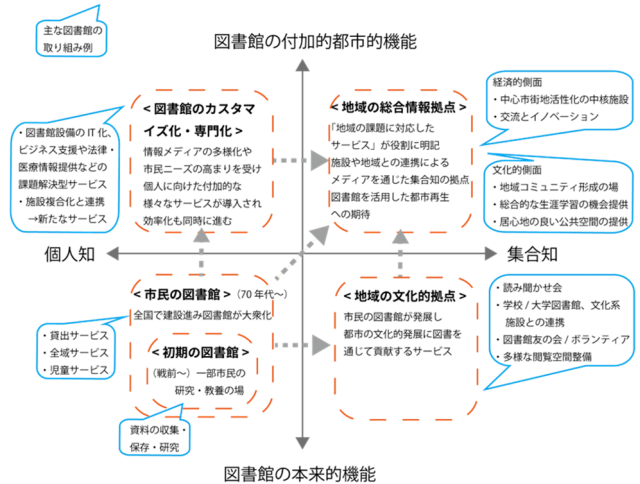 主な図書館の
取り組み例
図書館の付加的都市的機能
< 図書館のカスタマ
イズ化・専門化 >
情報メディアの多様化や
市民ニーズの高まりを受け
個人に向けた付加的な
様々なサービスが導入され
効率化も同時に進む
・図書館設備の IT 化、
ビジネス支援や法律・
医療情報提供などの
課題解決型サービス
・施設複合化と連携
→新たなサービス
< 地域の総合情報拠点 >
「地域の課題に対応した
サービス」が役割に明記
施設や地域との連携による
メディアを通じた集合知の拠点
図書館を活用した都市再生
への期待
経済的側面
・中心市街地活性化の中核施設
・交流とイノベーション
文化的側面
・地域コミュニティ形成の場
・総合的な生涯学習の機会提供
・居心地の良い公共空間の提供
個人知
集合知
< 市民の図書館 >（70 年代〜）
全国で建設進み図書館が大衆化
< 初期の図書館 >
（戦前〜）一部市民の
研究・教養の場
・貸出サービス
・全域サービス
・児童サービス
資料の収集・
保存・研究
< 地域の文化的拠点 >
市民の図書館が発展し
都市の文化的発展に図書を
通じて貢献するサービス
・読み聞かせ会
・学校 / 大学図書館、文化系
施設との連携
・図書館友の会 / ボランティア
・多様な閲覧空間整備
図書館の本来的機能